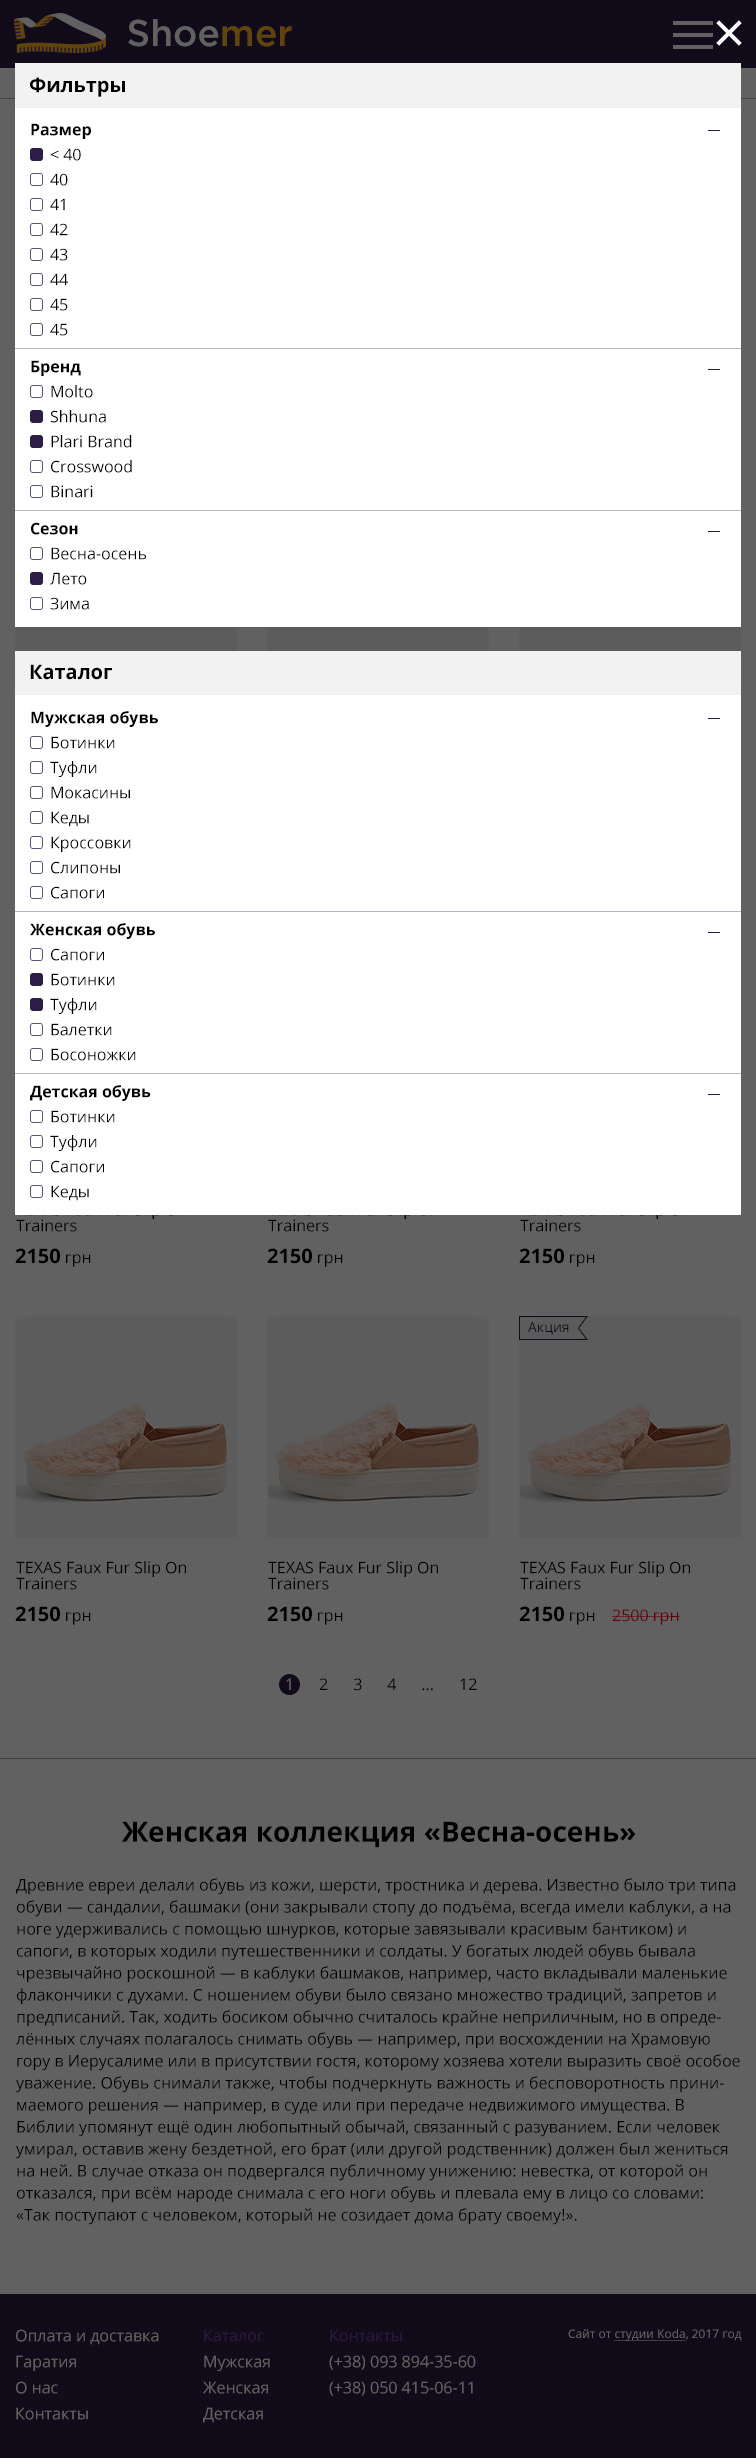 Shoemer
Фильтры
Размер
< 40
40
41
42
43
44
45
45
Бренд
Molto
Shhuna
Plari Brand
Crosswood
Binari
Сезон
Весна-осень
Лето
Зима
Каталог
Мужская обувь
Ботинки
Туфли
Мокасины
Кеды
Кроссовки
Слипоны
Сапоги
Женская обувь
Сапоги
Ботинки
Туфли
Балетки
Босоножки
Детская обувь
Ботинки
Туфли
Сапоги
Кеды
Trainers Trainers Trainers
2150 грн 2150 грн 2150 грн
Акция
TEXAS Faux Fur Slip On
Trainers
2150 грн
TEXAS Faux Fur Slip On
Trainers
2150 грн
TEXAS Faux Fur Slip On
Trainers
2150 грн 2500 грн
1 2 3 4 ... 12
Женская коллекция «Весна-осень»
Древние евреи делали обувь из кожи, шерсти, тростника и дерева. Известно было три типа
обуви — сандалии, башмаки (они закрывали стопу до подъёма, всегда имели каблуки, а на
ноге удерживались с помощью шнурков, которые завязывали красивым бантиком) и
сапоги, в которых ходили путешественники и солдаты. У богатых людей обувь бывала
чрезвычайно роскошной — в каблуки башмаков, например, часто вкладывали маленькие
флакончики с духами. С ношением обуви было связано множество традиций, запретов и
предписаний. Так, ходить босиком обычно считалось крайне неприличным, но в опреде-
лённых случаях полагалось снимать обувь — например, при восхождении на Храмовую
гору в Иерусалиме или в присутствии гостя, которому хозяева хотели выразить своё особое
уважение. Обувь снимали также, чтобы подчеркнуть важность и бесповоротность прини-
маемого решения — например, в суде или при передаче недвижимого имущества. В
Библии упомянут ещё один любопытный обычай, связанный с разуванием. Если человек
умирал, оставив жену бездетной, его брат (или другой родственник) должен был жениться
на ней. В случае отказа он подвергался публичному унижению: невестка, от которой он
отказался, при всём народе снимала с его ноги обувь и плевала ему в лицо со словами:
«Так поступают с человеком, который не созидает дома брату своему!».
Оплата и доставка
Гаратия
О нас
Контакты
Каталог
Мужская
Женская
Детская
Контакты
(+38) 093 894-35-60
(+38) 050 415-06-11
Сайт от студии Koda, 2017 год